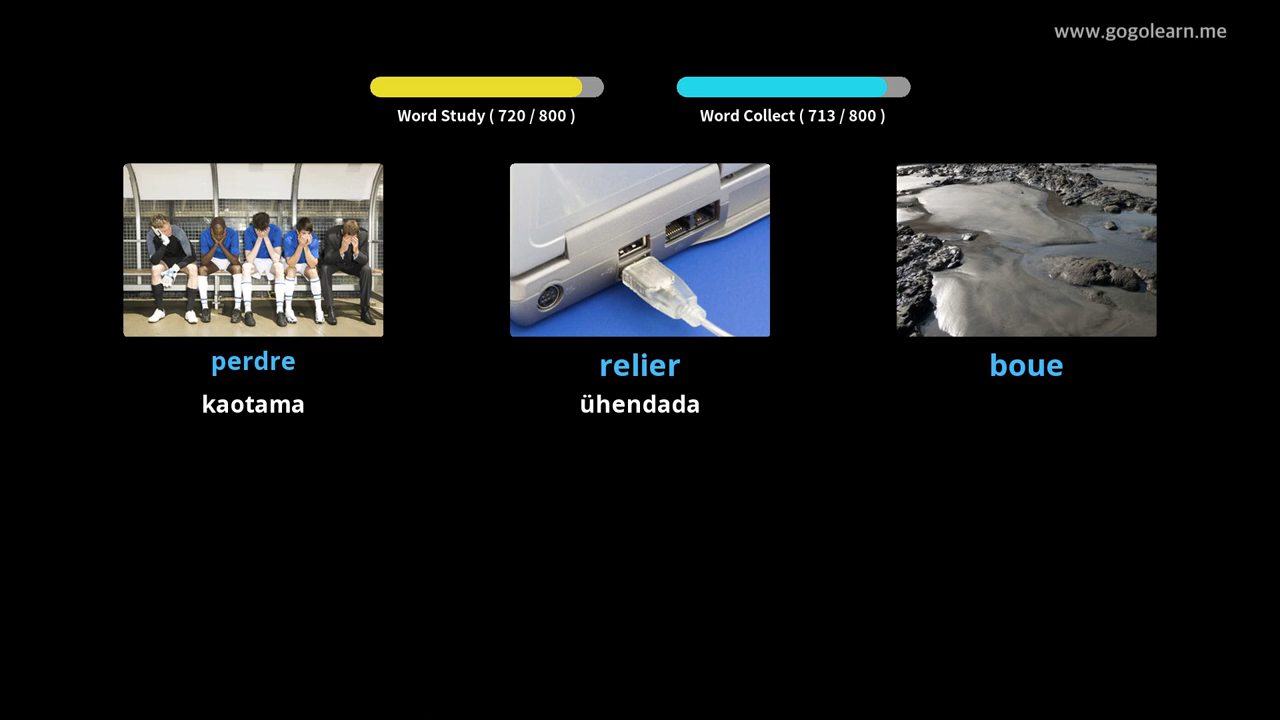 www.gogolearn.me
Word Study ( 720 / 800 )
Word Collect ( 713 / 800 )
perdre
relier
boue
kaotama
ühendada